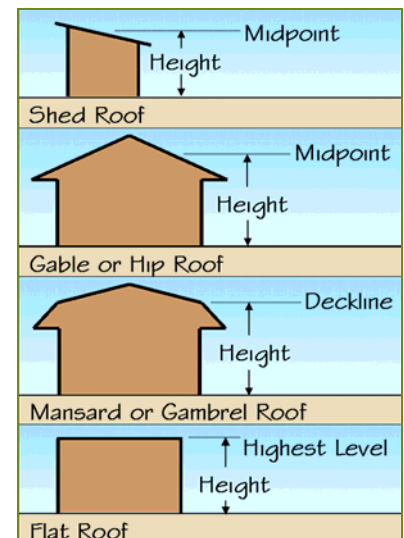 Midpoint
Height
Shed Roof
Midpoint
Height
Gable or Hip Roof
Deckline
Height
Mansard or Gambrel Roof
Highest Level
Height
Flat Roof